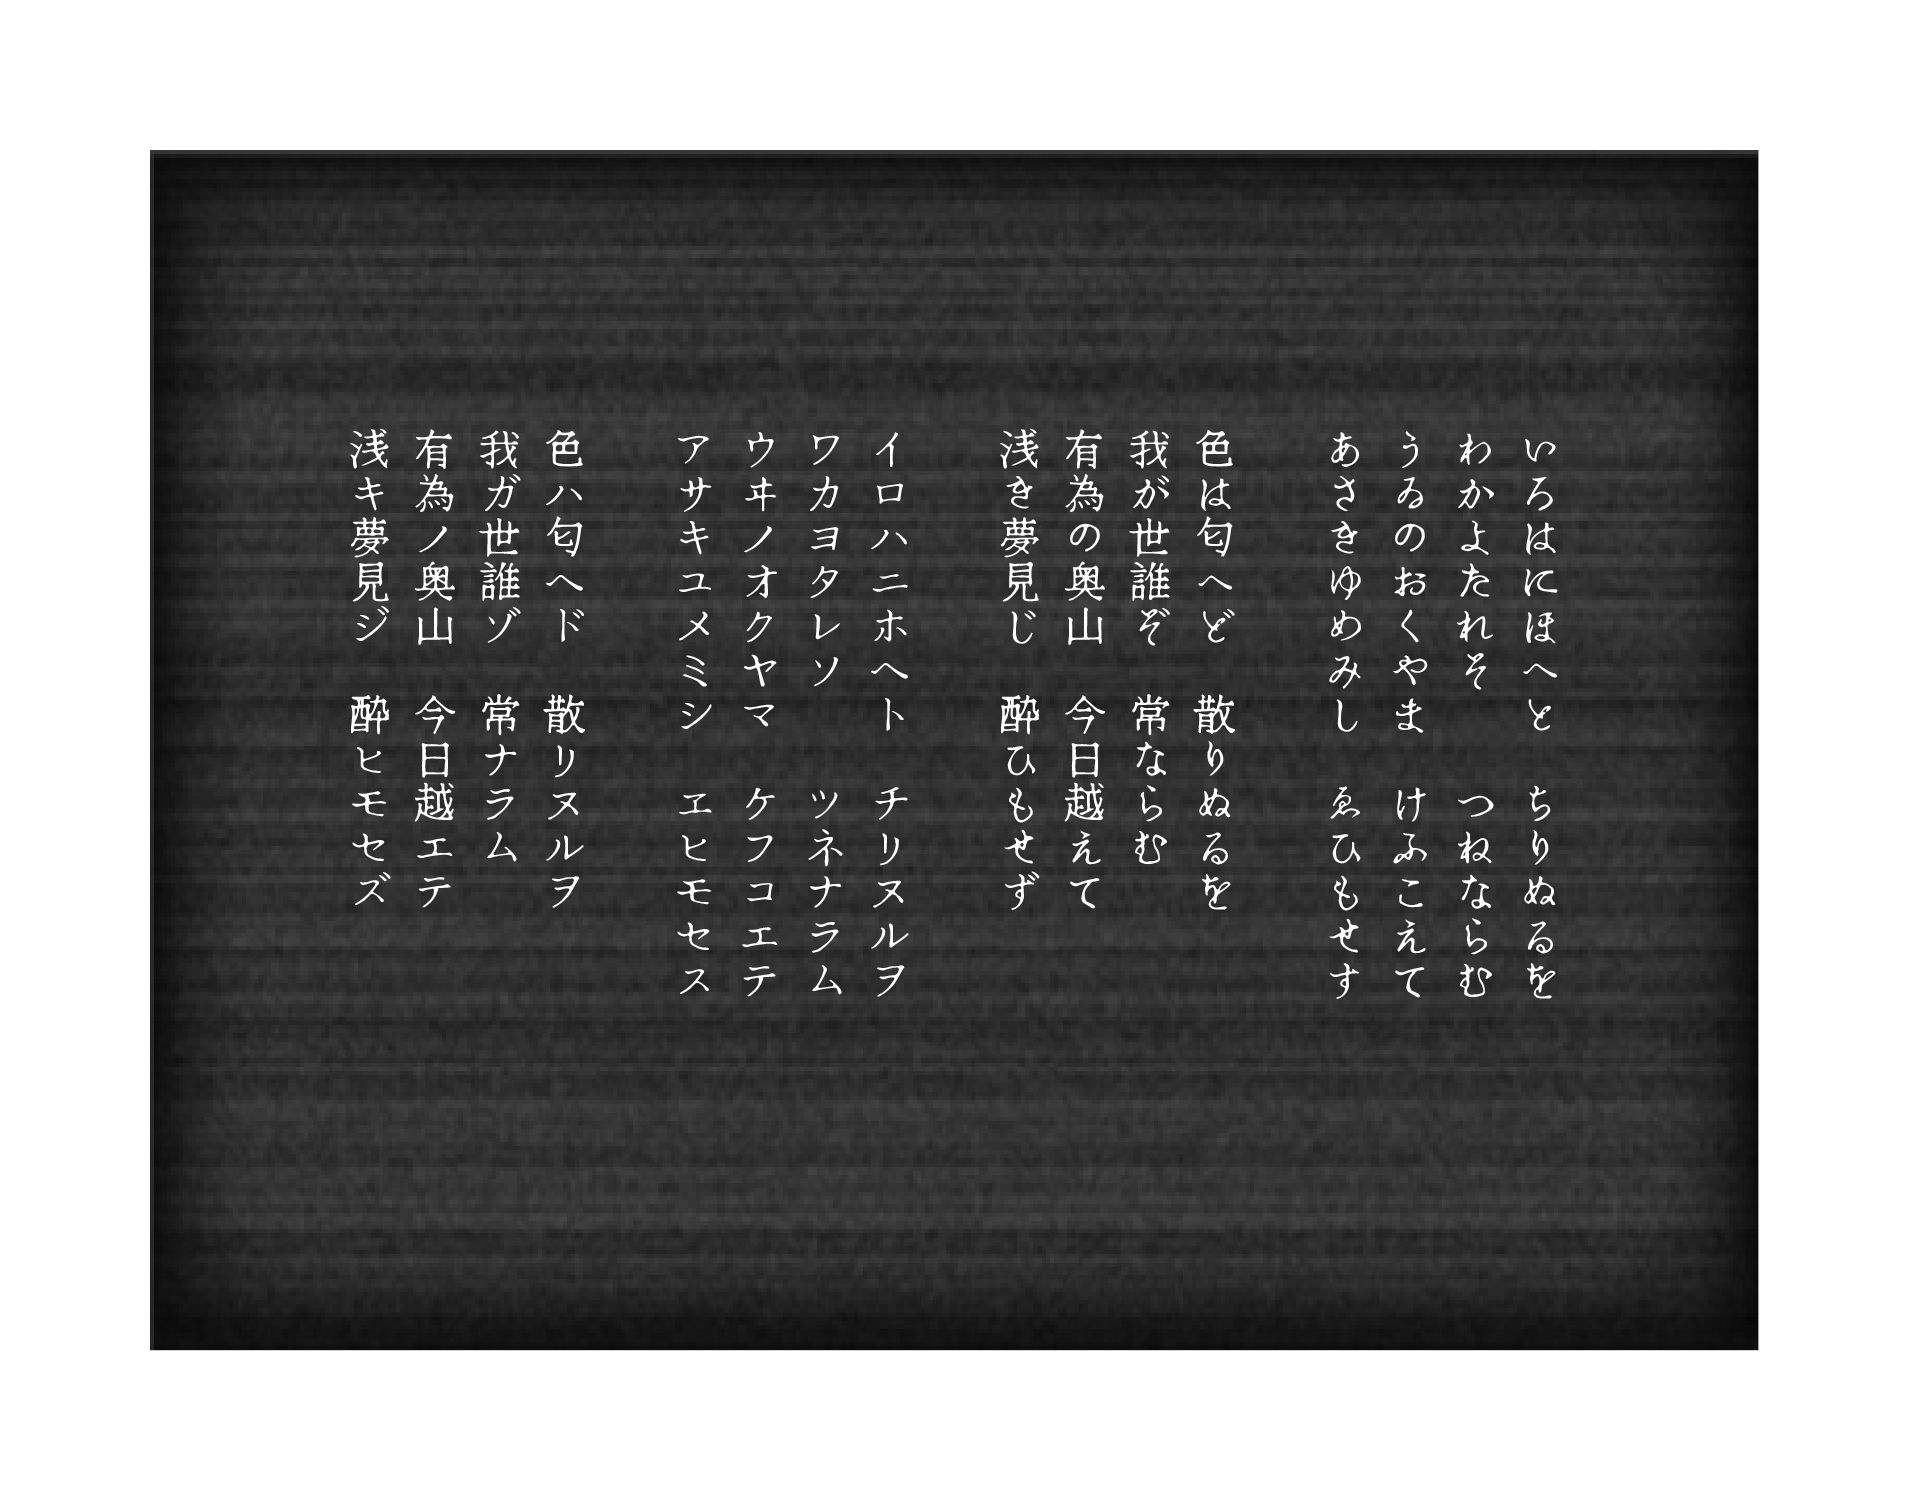 いろはにほへと　ちりぬるを
わかよたれそ　　つねならむ
うゐのおくやま　けふこえて
あさきゆめみし　ゑひもせす
色は匂へど　散りぬるを
我が世誰ぞ　常ならむ
有為の奥山　今日越えて
浅き夢見じ　酔ひもせず
イロハニホヘト　チリヌルヲ
ワカヨタレソ　　ツネナラム
ウヰノオクヤマ　ケフコエテ
アサキユメミシ　ヱヒモセス
色ハ匂ヘド　散リヌルヲ
我ガ世誰ゾ　常ナラム
有為ノ奥山　今日越エテ
浅キ夢見ジ　酔ヒモセズ